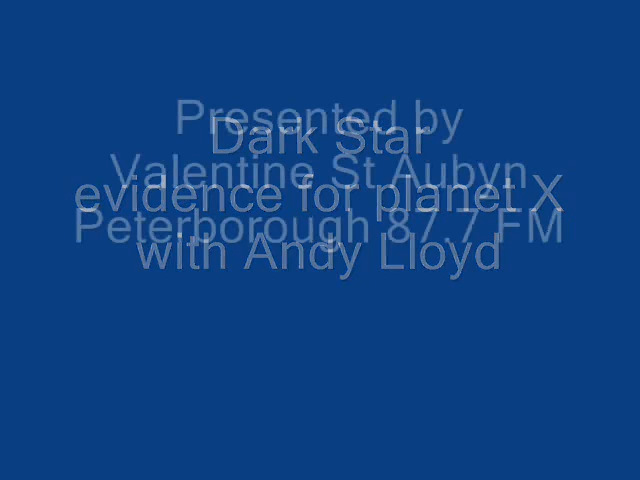 Presented by
Dark Star
Valentine St Aubyn
evidence for planet X
Peterborough 87.7 FM
with Andy Lloyd